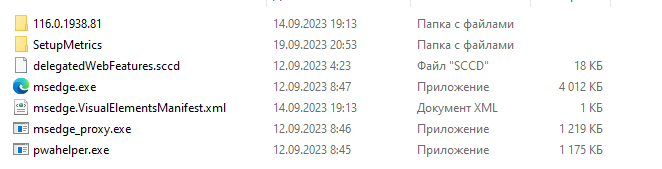 116.0.1938.81 14.09.2023 19:13 Папка с файлами
SetupMetrics 19.09.2023 20:53 Папка с файлами
delegatedWebFeatures.sccd 12.09.2023 4:23 Файл "SCCD" 18 КБ
msedge.exe 12.09.2023 8:47 Приложение 4 012 КБ
msedge.VisualElementsManifest.xml 14.09.2023 19:13 Документ XML 1 КБ
msedge_proxy.exe 12.09.2023 8:46 Приложение 1 219 КБ
pwahelper.exe 12.09.2023 8:45 Приложение 1 175 КБ